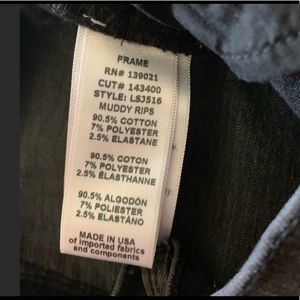 FRAME
RN# 139021
CUT# 143400
STYLE: LSJ516
MUDDY RIPS
90.5% COTTON
7% POLYESTER
2.5% ELASTANE
90.5% COTON
7% POLYESTER
2.5% ÉLASTHANNE
90.5% ALGODÓN
7% POLIESTER
2.5% ELASTÁNO
MADE IN USA
of imported fabrics
and components